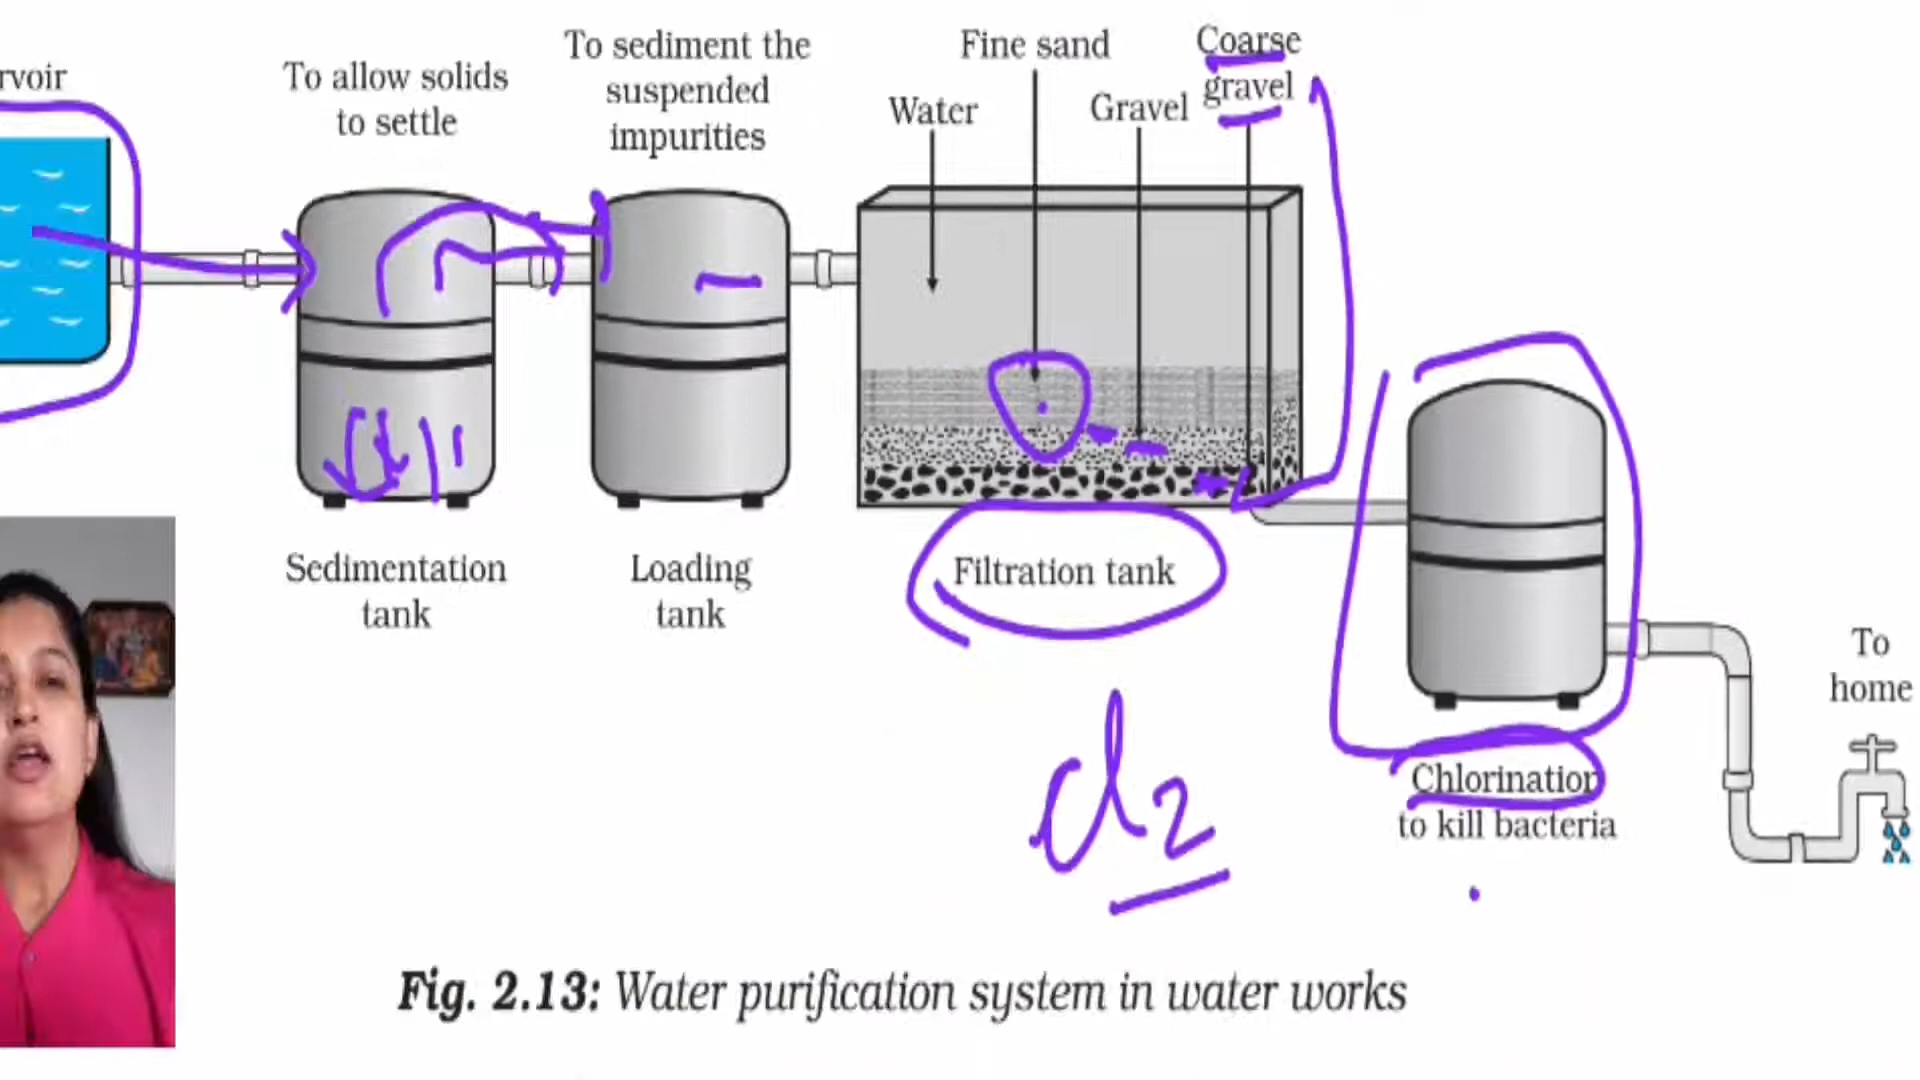 rvoir
To allow solids
to settle
To sediment the
suspended
impurities
Water
Fine sand
Gravel
Coarse
gravel
Sedimentation
tank
Loading
tank
Filtration tank
Cl2
Chlorination
to kill bacteria
To
home
Fig. 2.13: Water purification system in water works